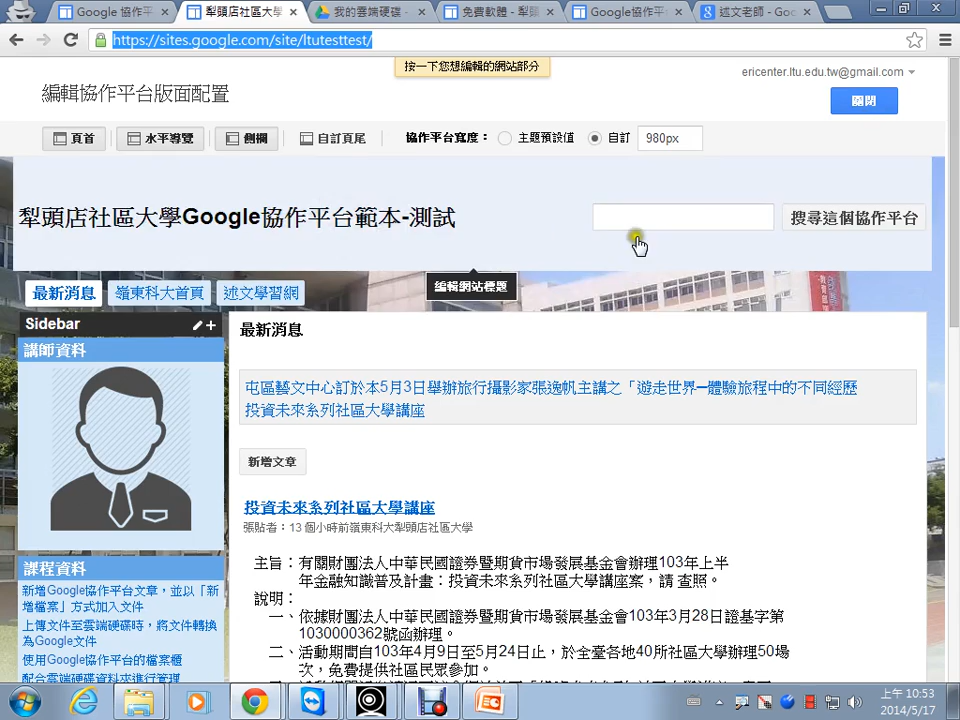 Google 協作平
犁頭店社區大學
我的雲端硬碟 -
免費軟體 - 犁頭
Google協作平
述文老師 - Goo
https://sites.google.com/site/ltutesttest/
按一下您想編輯的網站部分
ericenter.ltu.edu.tw@gmail.com
編輯協作平台版面配置
關閉
頁首
水平導覽
側欄
自訂頁尾
協作平台寬度：
主題預設值
自訂
980px
犁頭店社區大學Google協作平台範本-測試
搜尋這個協作平台
編輯網站標題
最新消息
嶺東科大首頁
述文學習網
Sidebar
講師資料
最新消息
屯區藝文中心訂於本5月3日舉辦旅行攝影家張逸帆主講之「遊走世界─體驗旅程中的不同經歷
投資未來系列社區大學講座
新增文章
投資未來系列社區大學講座
張貼者：13 個小時前嶺東科大犁頭店社區大學
主旨：有關財團法人中華民國證券暨期貨市場發展基金會辦理103年上半
年金融知識普及計畫：投資未來系列社區大學講座案，請 查照。
說明：
一、依據財團法人中華民國證券暨期貨市場發展基金會103年3月28日證基字第
1030000362號函辦理。
二、活動期間自103年4月9日至5月24日止，於全臺各地40所社區大學辦理50場
次，免費提供社區民眾參加。
課程資料
新增Google協作平台文章，並以「新
增檔案」方式加入文件
上傳文件至雲端硬碟時，將文件轉換
為Google文件
使用Google協作平台的檔案櫃
配合雲端硬碟資料夾進行管理
上午 10:53
2014/5/17